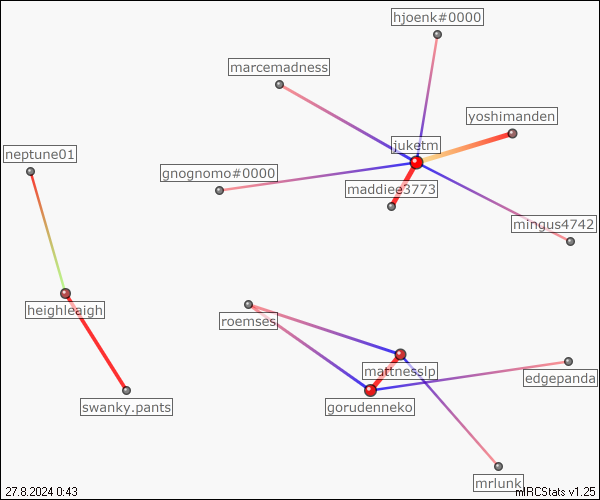 hjoenk#0000
marcemadness
yoshimanden
juketm
neptune01
gnognomo#0000
maddiee3773
mingus4742
heighleaigh
roemses
mattnesslp
edgepanda
swanky.pants
gorudenneko
mrlunk
27.8.2024 0:43
mIRCStats v1.25